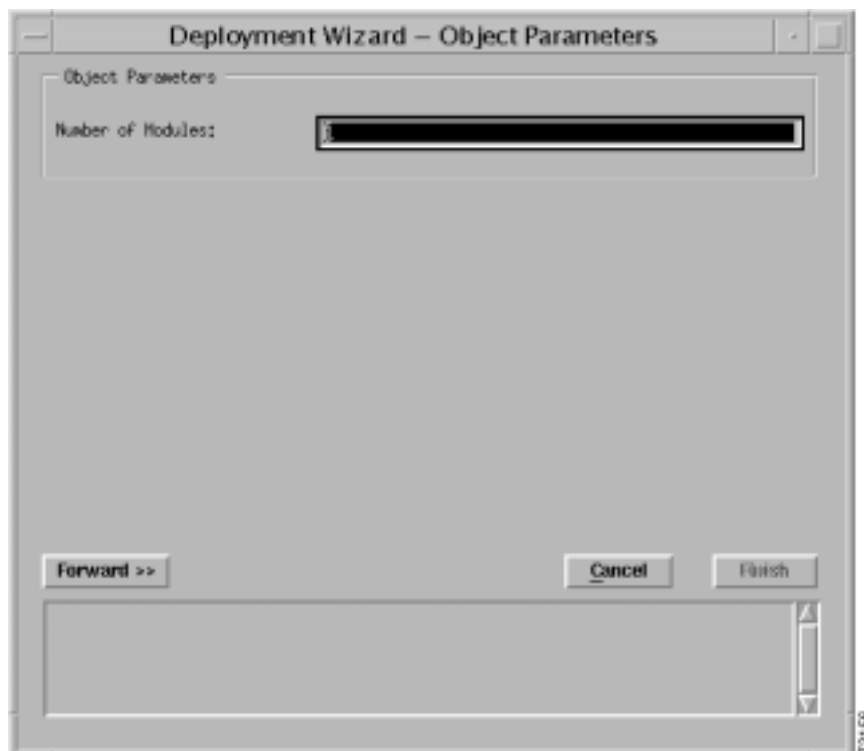 Deployment Wizard – Object Parameters
Object Parameters
Number of Modules:
Forward >>
Cancel
Finish